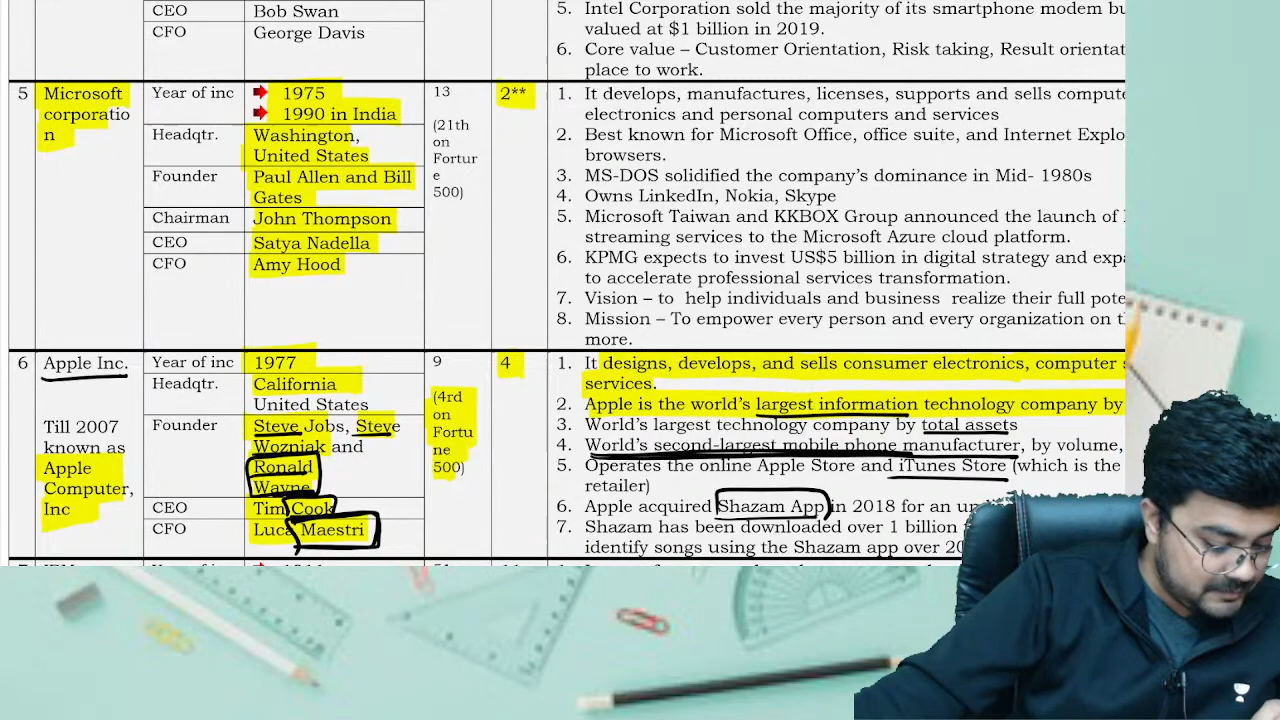 CEO Bob Swan
CFO George Davis
5. Intel Corporation sold the majority of its smartphone modem bu
valued at $1 billion in 2019.
6. Core value – Customer Orientation, Risk taking, Result orientat
place to work.
5 Microsoft
corporatio
n
Year of inc 1975
1990 in India
Headqtr. Washington,
United States
Founder Paul Allen and Bill
Gates
Chairman John Thompson
CEO Satya Nadella
CFO Amy Hood
13
(21th
on
Fortur
e
500)
2**
1. It develops, manufactures, licenses, supports and sells compute
electronics and personal computers and services
2. Best known for Microsoft Office, office suite, and Internet Explo
browsers.
3. MS-DOS solidified the company's dominance in Mid- 1980s
4. Owns LinkedIn, Nokia, Skype
5. Microsoft Taiwan and KKBOX Group announced the launch of
streaming services to the Microsoft Azure cloud platform.
6. KPMG expects to invest US$5 billion in digital strategy and expa
to accelerate professional services transformation.
7. Vision – to help individuals and business realize their full pote
8. Mission – To empower every person and every organization on t
more.
6 Apple Inc.
Till 2007
known as
Apple
Computer,
Inc
Year of inc 1977
Headqtr. California
United States
Founder Steve Jobs, Steve
Wozniak and
Ronald
Wayne
CEO Tim Cook
CFO Luca Maestri
9
(4rd
on
Fortu
ne
500)
4
1. It designs, develops, and sells consumer electronics, computer s
services.
2. Apple is the world's largest information technology company by
3. World's largest technology company by total assets
4. World's second-largest mobile phone manufacturer, by volume,
5. Operates the online Apple Store and iTunes Store (which is the
retailer)
6. Apple acquired Shazam App in 2018 for an un
7. Shazam has been downloaded over 1 billion
identify songs using the Shazam app over 20